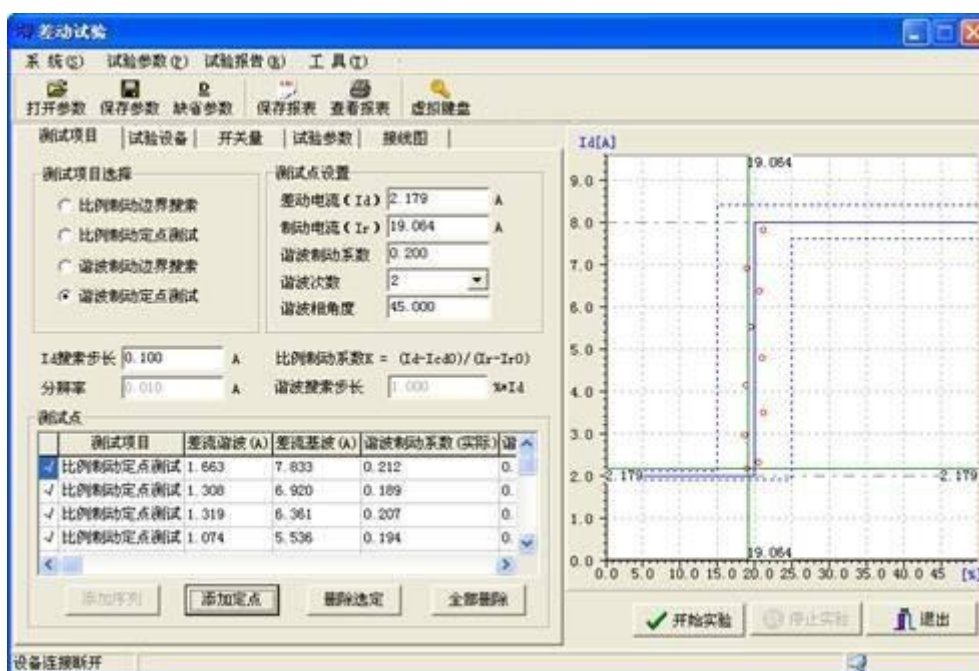 差动试验
系 统(S) 试验参数(P) 试验报告(R) 工 具(T)
打开参数 保存参数 缺省参数 保存报表 查看报表 虚拟键盘
测试项目 试验设备 开关量 试验参数 接线图
测试项目选择
比例制动边界搜索
比例制动定点测试
谐波制动边界搜索
谐波制动定点测试
测试点设置
差动电流(Id) 2.179 A
制动电流(Ir) 19.064 A
谐波制动系数 0.200
谐波次数 2
谐波相角度 45.000
Id搜索步长 0.100 A 比例制动系数K = (Id-Icd0)/(Ir-Ir0)
分辨率 0.010 A 谐波搜索步长 1.000 %*Id
测试点
测试项目 差流谐波(A) 差流基波(A) 谐波制动系数(实际) 谐
√ 比例制动定点测试 1.663 7.833 0.212 0.
√ 比例制动定点测试 1.308 6.920 0.189 0.
√ 比例制动定点测试 1.319 6.361 0.207 0.
√ 比例制动定点测试 1.074 5.536 0.194 0.
添加序列 添加定点 删除选定 全部删除
Id[A]
19.064
9.0
8.0
7.0
6.0
5.0
4.0
3.0
2.0 2.179 2.179
1.0
0.0 19.064
0.0 5.0 10.0 15.0 20.0 25.0 30.0 35.0 40.0 45 [%]
开始实验 停止实验 退出
设备连接断开